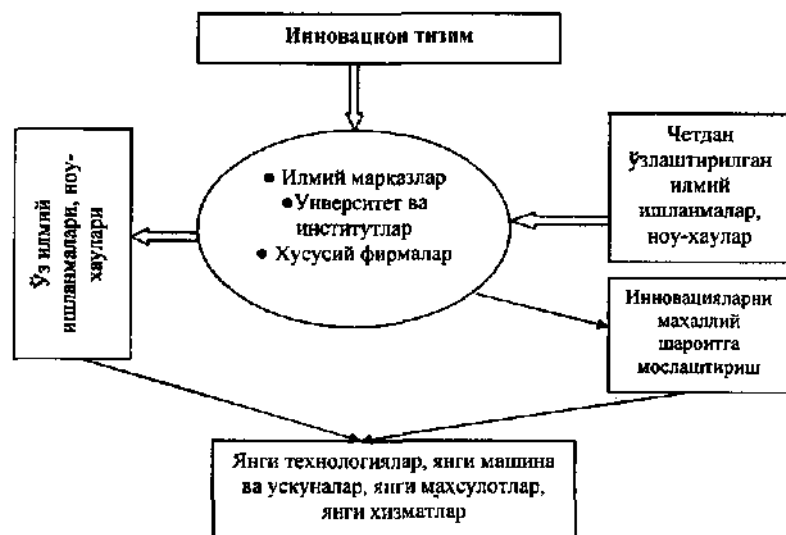 Инновацион тизим
Ўз илмий
ишланмалари, ноу-
хаулари
● Илмий марказлар
●Унверситет ва
институтлар
● Хусусий фирмалар
Четдан
ўзлаштирилган
илмий
ишланмалар,
ноу-хаулар
Инновацияларни
маҳаллий
шароитга
мослаштириш
Янги технологиялар, янги машина
ва ускуналар, янги маҳсулотлар,
янги хизматлар